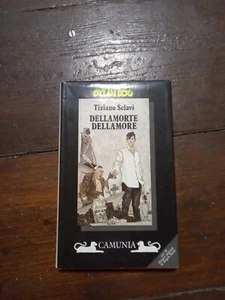 DYLAN DOG
Tiziano Sclavi
DELLAMORTE
DELLAMORE
CAMUNIA